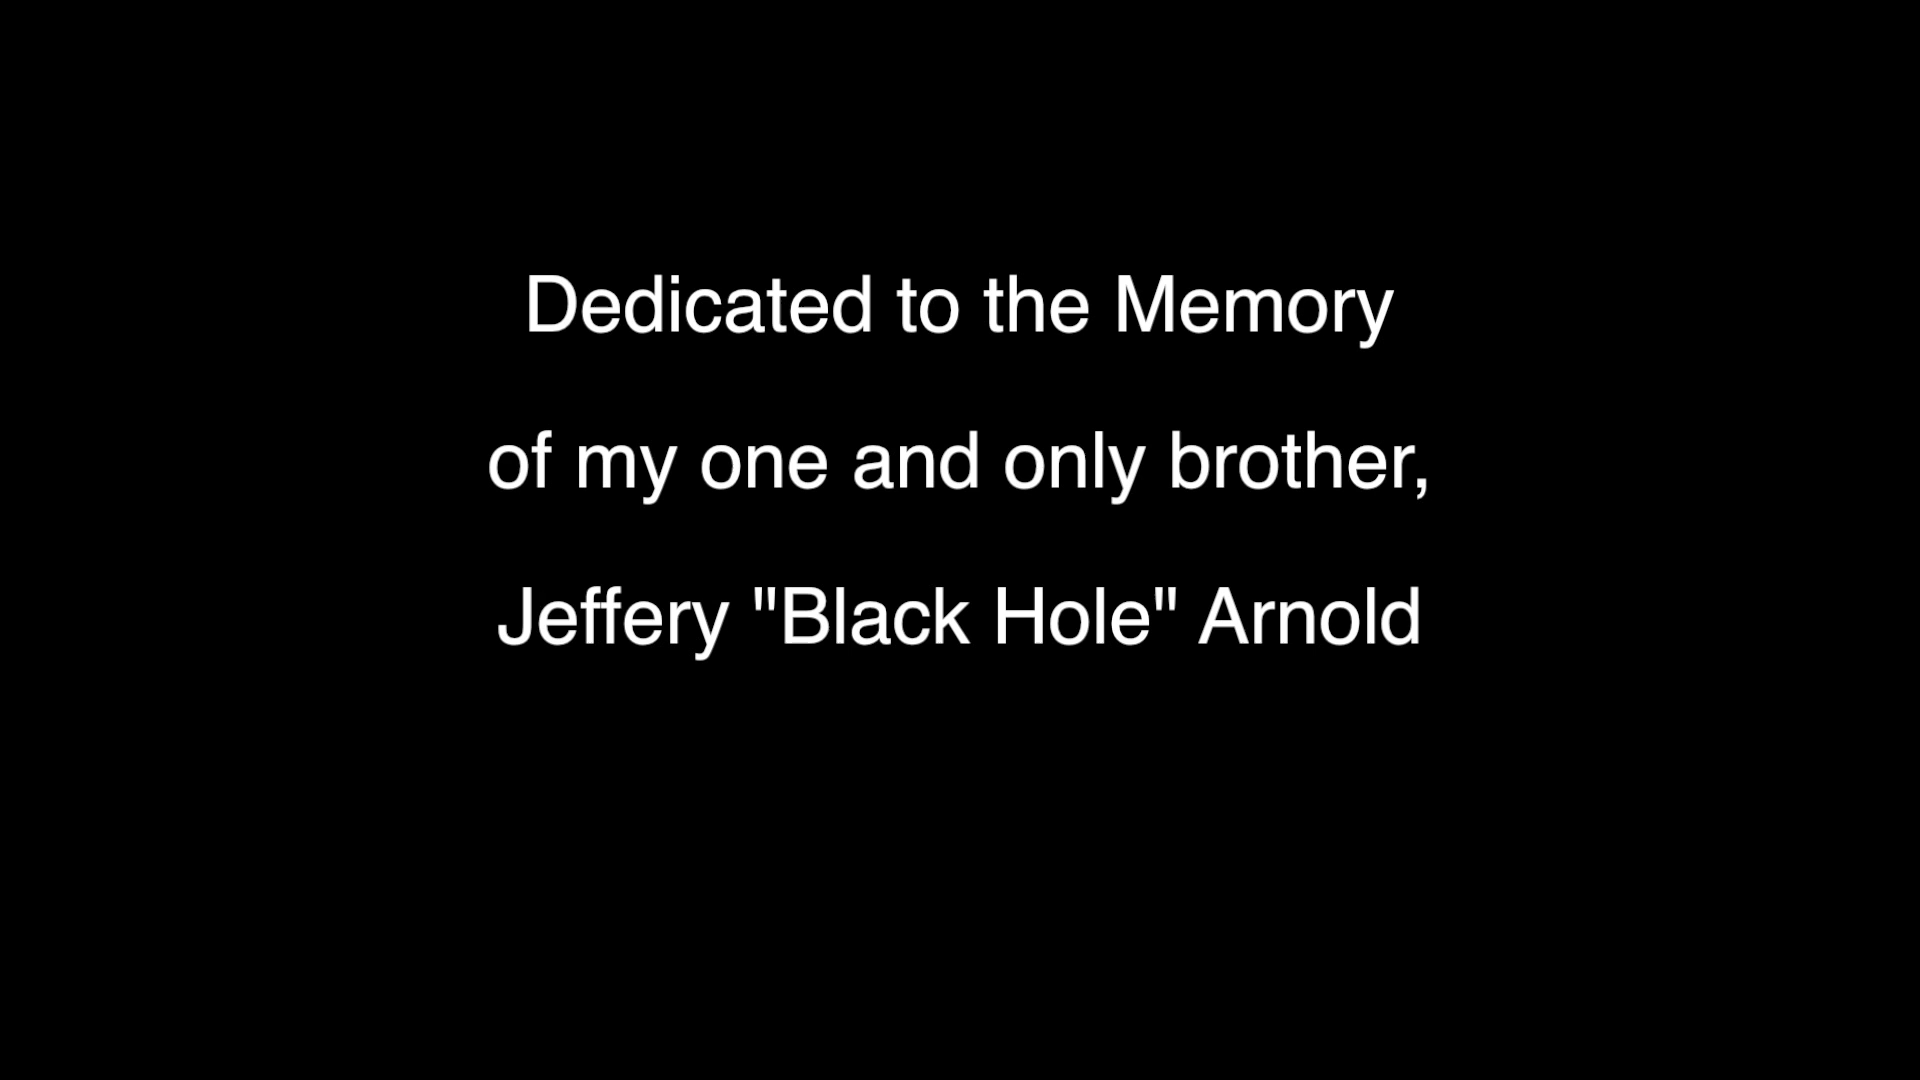 Dedicated to the Memory
of my one and only brother,
Jeffery "Black Hole" Arnold